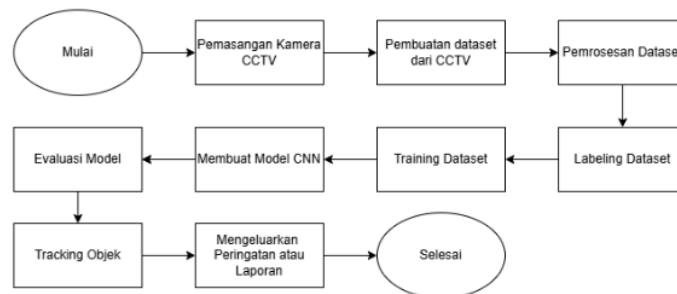 Mulai
Pemasangan Kamera
CCTV
Pembuatan dataset
dari CCTV
Pemrosesan Dataset
Labeling Dataset
Training Dataset
Membuat Model CNN
Evaluasi Model
Tracking Objek
Mengeluarkan
Peringatan atau
Laporan
Selesai